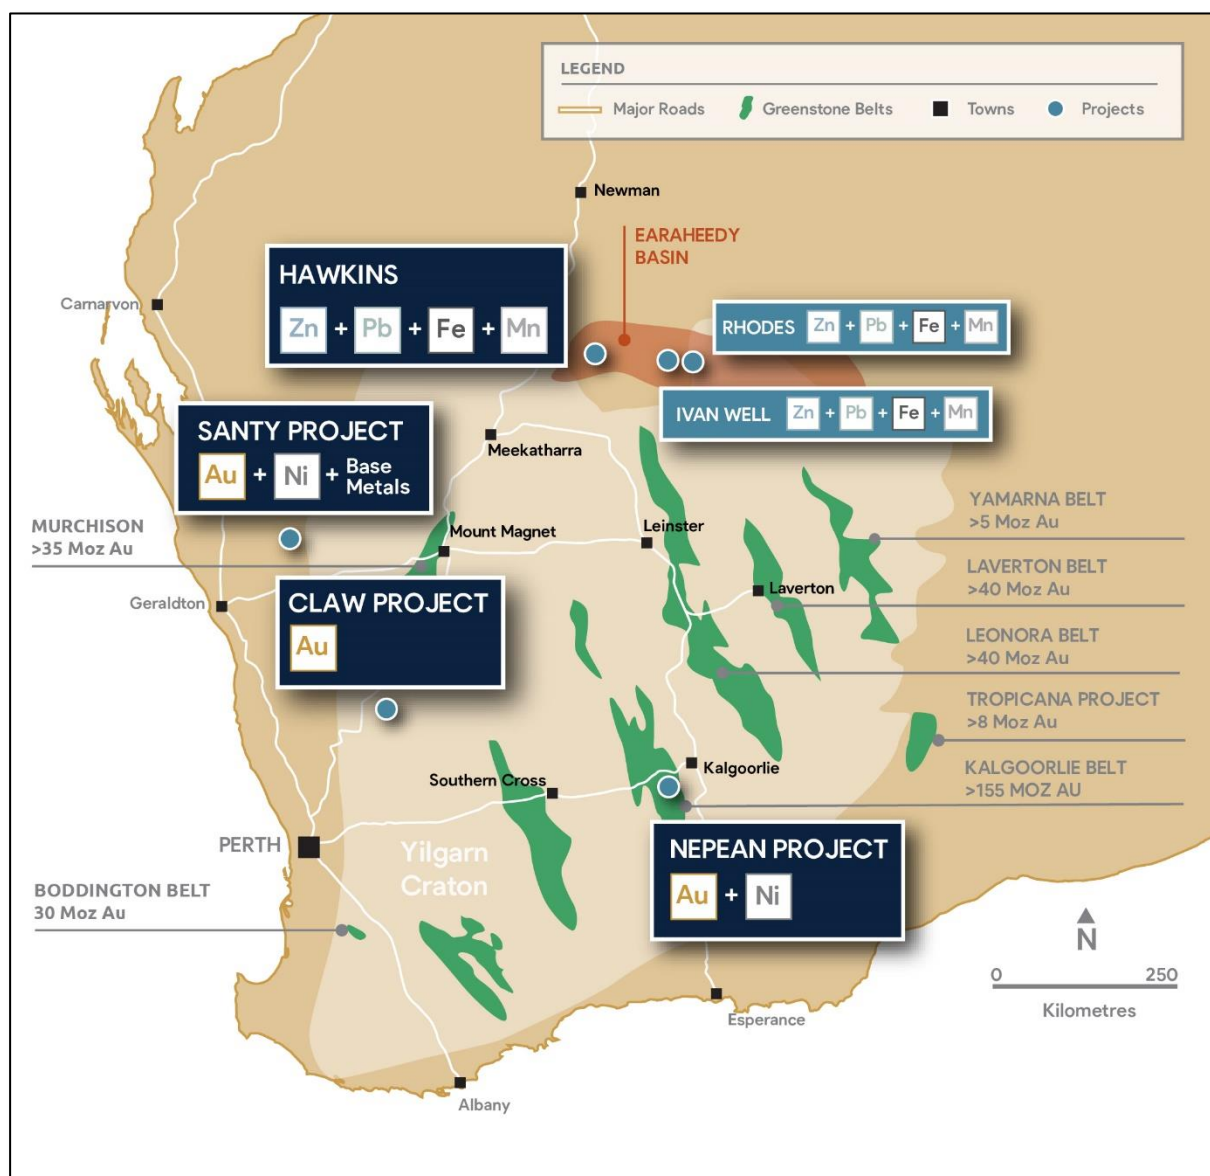 LEGEND
Major Roads
Greenstone Belts
Towns
Projects
Newman
EARAHEEDY
BASIN
HAWKINS
Zn + Pb + Fe + Mn
Carnarvon
RHODES Zn + Pb + Fe + Mn
IVAN WELL Zn + Pb + Fe + Mn
SANTY PROJECT
Au + Ni + Base
Metals
Meekatharra
MURCHISON
>35 Moz Au
Mount Magnet
Leinster
YAMARNA BELT
>5 Moz Au
LAVERTON BELT
>40 Moz Au
Laverton
Geraldton
CLAW PROJECT
Au
LEONORA BELT
>40 Moz Au
TROPICANA PROJECT
>8 Moz Au
KALGOORLIE BELT
>155 MOZ AU
Kalgoorlie
Southern Cross
PERTH
Yilgarn
Craton
NEPEAN PROJECT
Au + Ni
BODDINGTON BELT
30 Moz Au
N
0 250
Kilometres
Esperance
Albany